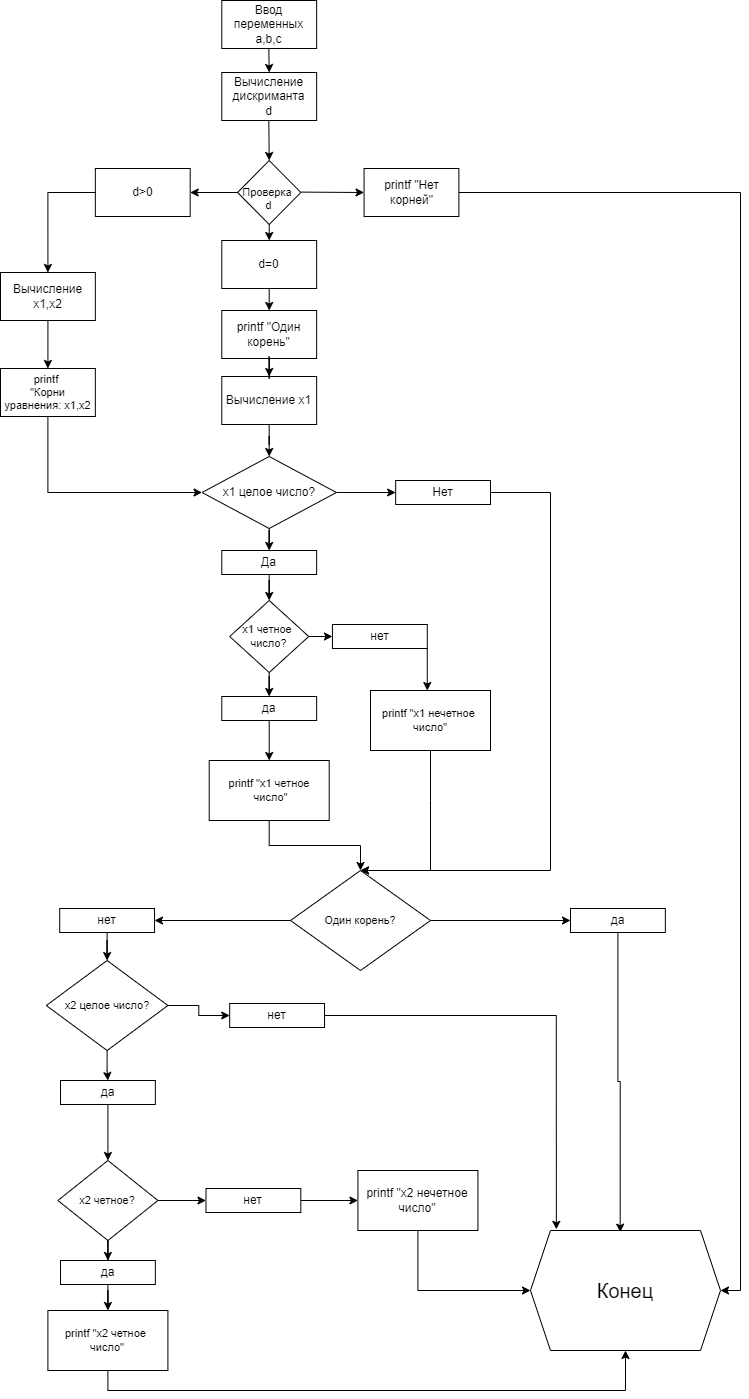 Ввод
переменных
a,b,c
Вычисление
дискриманта
d
d>0
Проверка
d
printf "Нет
корней"
d=0
Вычисление
x1,x2
printf "Один
корень"
printf
"Корни
уравнения: x1,x2
Вычисление x1
x1 целое число?
Нет
Да
x1 четное
число?
нет
да
printf "x1 нечетное
число"
printf "x1 четное
число"
нет
Один корень?
да
x2 целое число?
нет
да
x2 четное?
нет
printf "x2 нечетное
число"
да
Конец
printf "x2 четное
число"